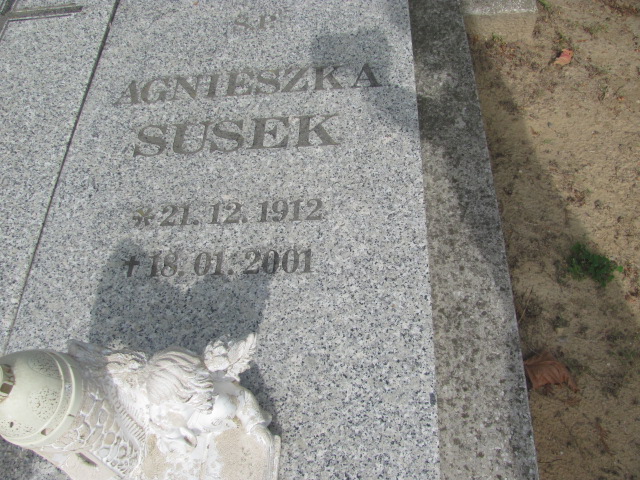 Ś.P.
AGNIESZKA
SUSEK
* 21. 12. 1912
✝ 18. 01. 2001